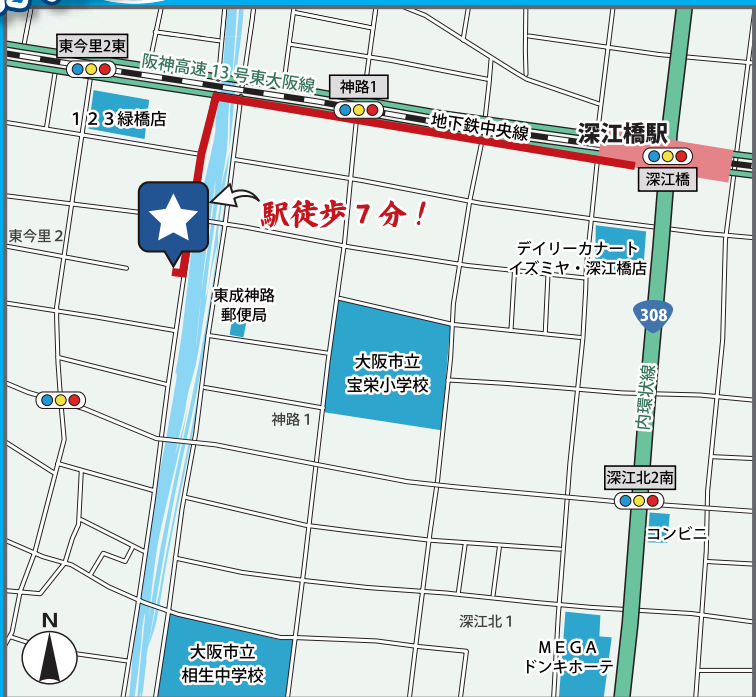 東今里2東
阪神高速13号東大阪線
神路1
123緑橋店
地下鉄中央線
深江橋駅
深江橋
駅徒歩7分!
東今里2
デイリーカナート
イズミヤ・深江橋店
東成神路
郵便局
308
大阪市立
宝栄小学校
内環状線
神路1
深江北2南
コンビニ
N
深江北1
MEGA
ドンキホーテ
大阪市立
相生中学校